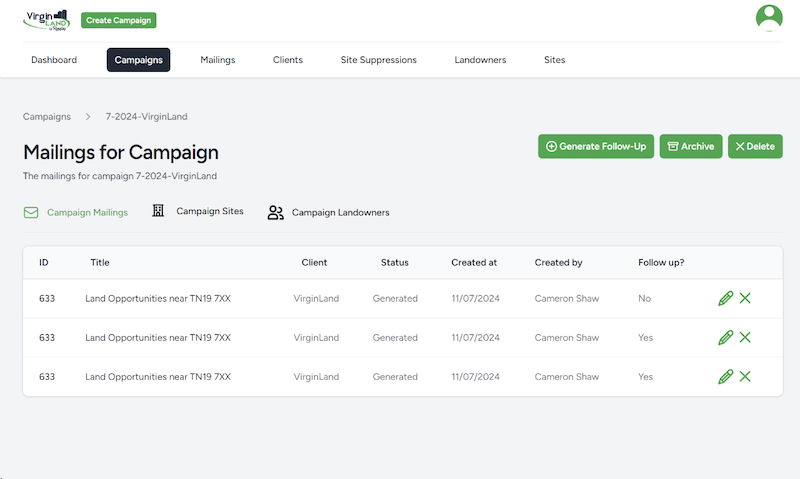 Virgin
LAND
Create Campaign
Dashboard Campaigns Mailings Clients Site Suppressions Landowners Sites
Campaigns > 7-2024-VirginLand
Mailings for Campaign
Generate Follow-Up Archive Delete
The mailings for campaign 7-2024-VirginLand
Campaign Mailings Campaign Sites Campaign Landowners
ID Title Client Status Created at Created by Follow up?
633 Land Opportunities near TN19 7XX VirginLand Generated 11/07/2024 Cameron Shaw No
633 Land Opportunities near TN19 7XX VirginLand Generated 11/07/2024 Cameron Shaw Yes
633 Land Opportunities near TN19 7XX VirginLand Generated 11/07/2024 Cameron Shaw Yes